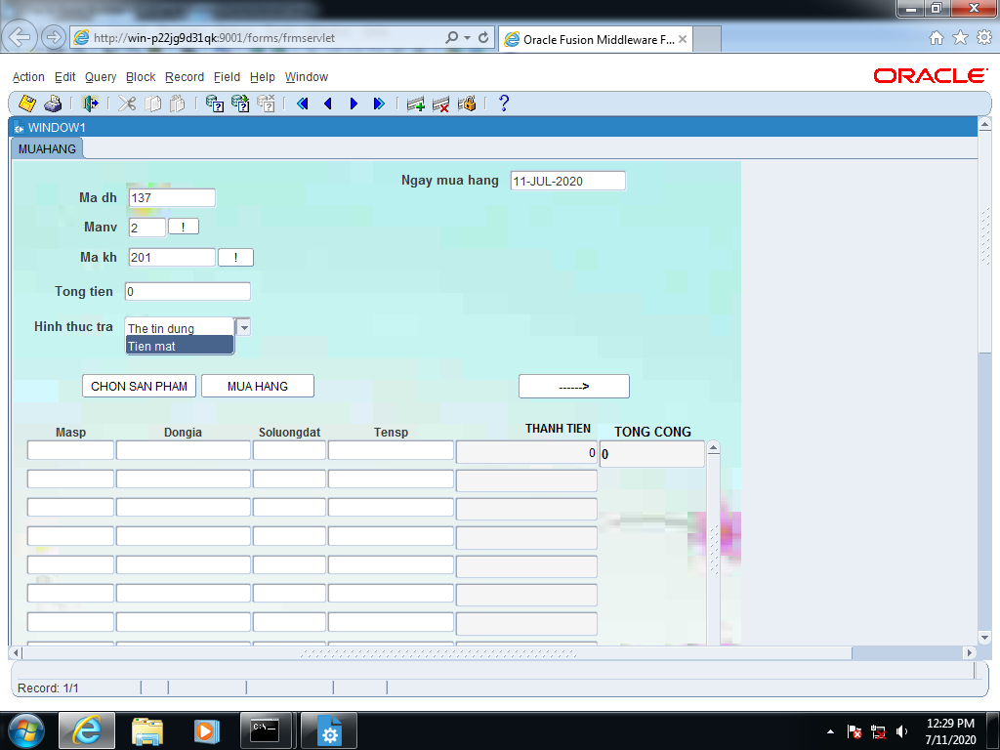 http://win-p22jg9d31qk:9001/forms/frmservlet
Oracle Fusion Middleware F...
Action Edit Query Block Record Field Help Window
ORACLE
WINDOW1
MUAHANG
Ngay mua hang 11-JUL-2020
Ma dh 137
Manv 2 !
Ma kh 201 !
Tong tien 0
Hinh thuc tra The tin dung
Tien mat
CHON SAN PHAM MUA HANG ------>
Masp Dongia Soluongdat Tensp THANH TIEN TONG CONG
0 0
Record: 1/1
C:\_
12:29 PM
7/11/2020